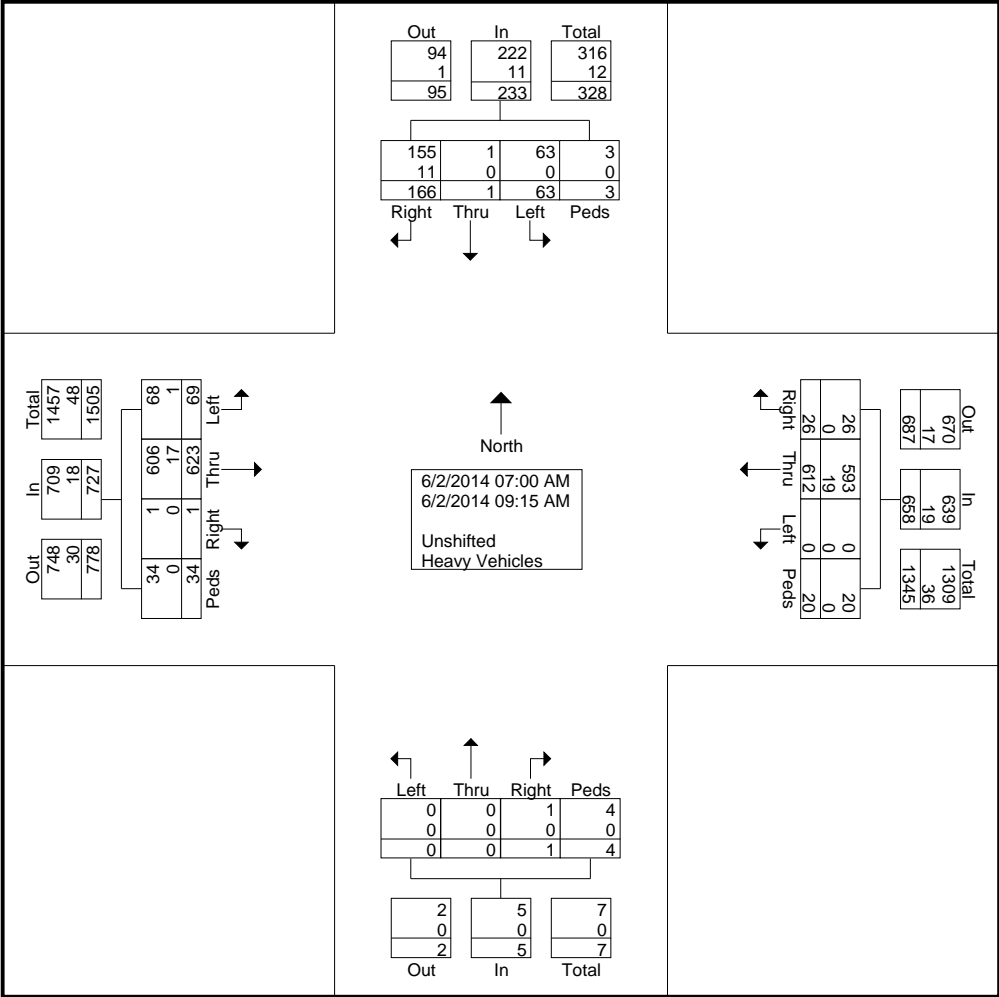 Out In Total
94 222 316
1 11 12
95 233 328
155 1 63 3
11 0 0 0
166 1 63 3
Right Thru Left Peds
Total
1457
48
1505
In
709
18
727
Out
748
30
778
68 1 69 Left
606 17 623 Thru
1 0 1 Right
34 0 34 Peds
North
6/2/2014 07:00 AM
6/2/2014 09:15 AM
Unshifted
Heavy Vehicles
Right 26 0 26
Thru 612 19 593
Left 0 0 0
Peds 20 0 20
Out
670
17
687
In
639
19
658
Total
1309
36
1345
Left Thru Right Peds
0 0 1 4
0 0 0 0
0 0 1 4
2 5 7
0 0 0
2 5 7
Out In Total